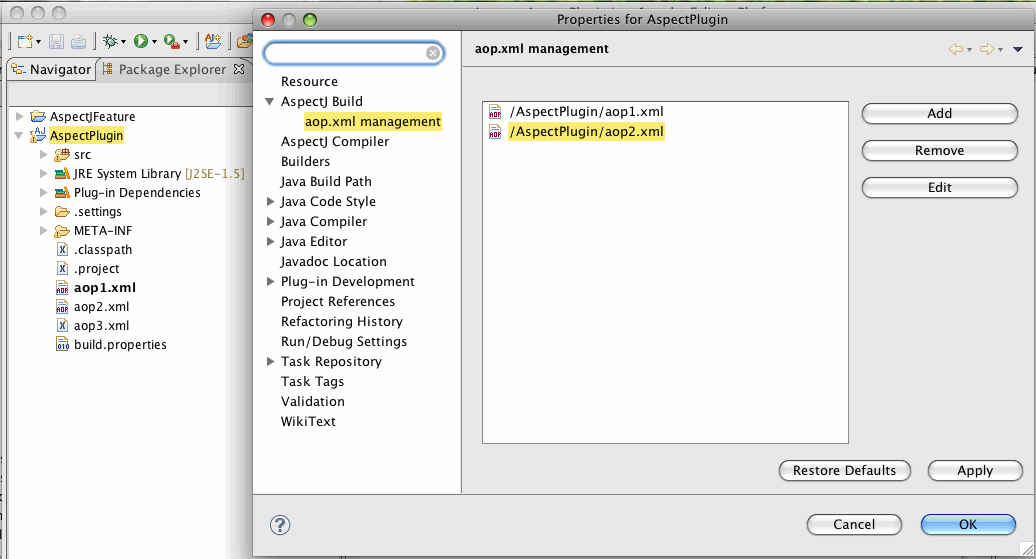 Properties for AspectPlugin
Navigator
Package Explorer
AspectJFeature
AspectPlugin
src
JRE System Library [J2SE-1.5]
Plug-in Dependencies
.settings
META-INF
.classpath
.project
aop1.xml
aop2.xml
aop3.xml
build.properties
Resource
AspectJ Build
aop.xml management
AspectJ Compiler
Builders
Java Build Path
Java Code Style
Java Compiler
Java Editor
Javadoc Location
Plug-in Development
Project References
Refactoring History
Run/Debug Settings
Task Repository
Task Tags
Validation
WikiText
aop.xml management
/AspectPlugin/aop1.xml
/AspectPlugin/aop2.xml
Add
Remove
Edit
Restore Defaults
Apply
Cancel
OK